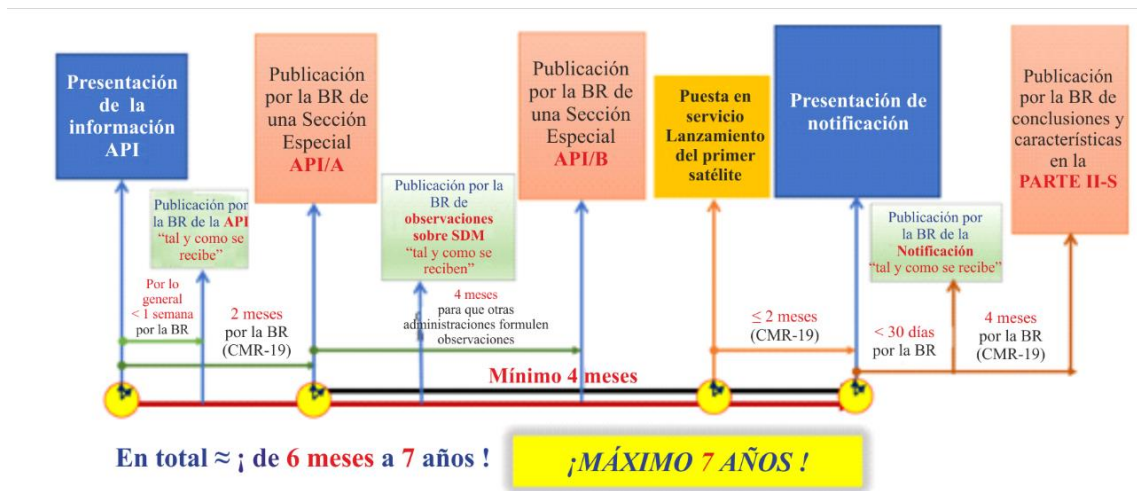 Presentación
de la
información
API
Publicación
por la BR de
una Sección
Especial
API/A
Publicación
por la BR de
una Sección
Especial
API/B
Puesta en
servicio
Lanzamiento
del primer
satélite
Presentación de
notificación
Publicación
por la BR de
conclusiones y
características
en la
PARTE II-S
Publicación por
la BR de la API
“tal y como se
recibe”
Publicación por la
BR de
observaciones
sobre SDM
“tal y como se
reciben”
Publicación por
la BR de la
Notificación
“tal y como se recibe”
Por lo
general
< 1 semana
por la BR
2 meses
por la BR
(CMR-19)
4 meses
para que otras
administraciones formulen
observaciones
≤ 2 meses
(CMR-19)
< 30 días
por la BR
4 meses
por la BR
(CMR-19)
Mínimo 4 meses
En total ≈ ¡ de 6 meses a 7 años !
¡MÁXIMO 7 AÑOS !